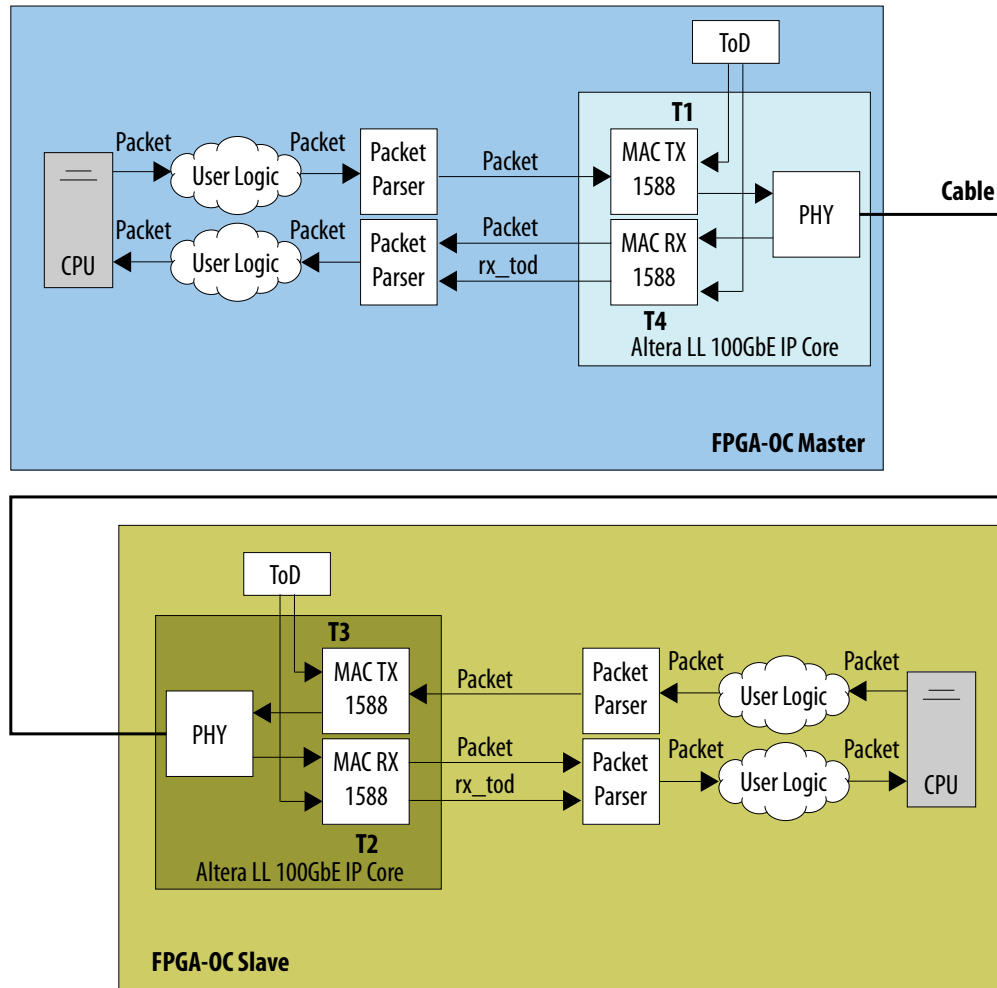 ToD
T1
Packet
Packet
Packet
User Logic
Packet
Parser
MAC TX
1588
PHY
Cable
CPU
Packet
Packet
Packet
User Logic
Packet
Parser
rx_tod
MAC RX
1588
T4
Altera LL 100GbE IP Core
FPGA-OC Master
ToD
T3
MAC TX
1588
Packet
Packet
Parser
Packet
User Logic
Packet
PHY
MAC RX
1588
Packet
rx_tod
Packet
Parser
Packet
User Logic
Packet
CPU
T2
Altera LL 100GbE IP Core
FPGA-OC Slave